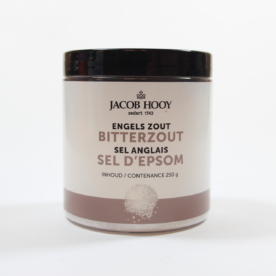 JACOB HOOY
sedert 1743
ENGELS ZOUT
BITTERZOUT
SEL ANGLAIS
SEL D'EPSOM
INHOUD / CONTENANCE 250 g